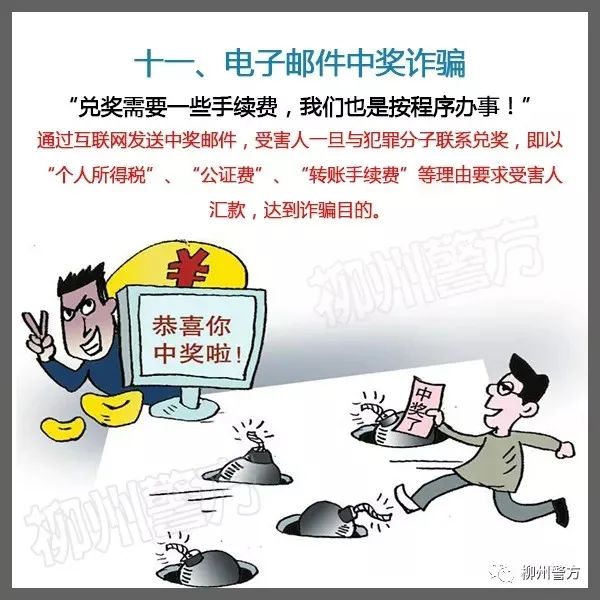 十一、电子邮件中奖诈骗
“兑奖需要一些手续费，我们也是按程序办事！”
通过互联网发送中奖邮件，受害人一旦与犯罪分子联系兑奖，即以
“个人所得税”、“公证费”、“转账手续费”等理由要求受害人
汇款，达到诈骗目的。
柳州警方
¥
恭喜你
中奖啦！
中奖了
柳州警方
柳州警方